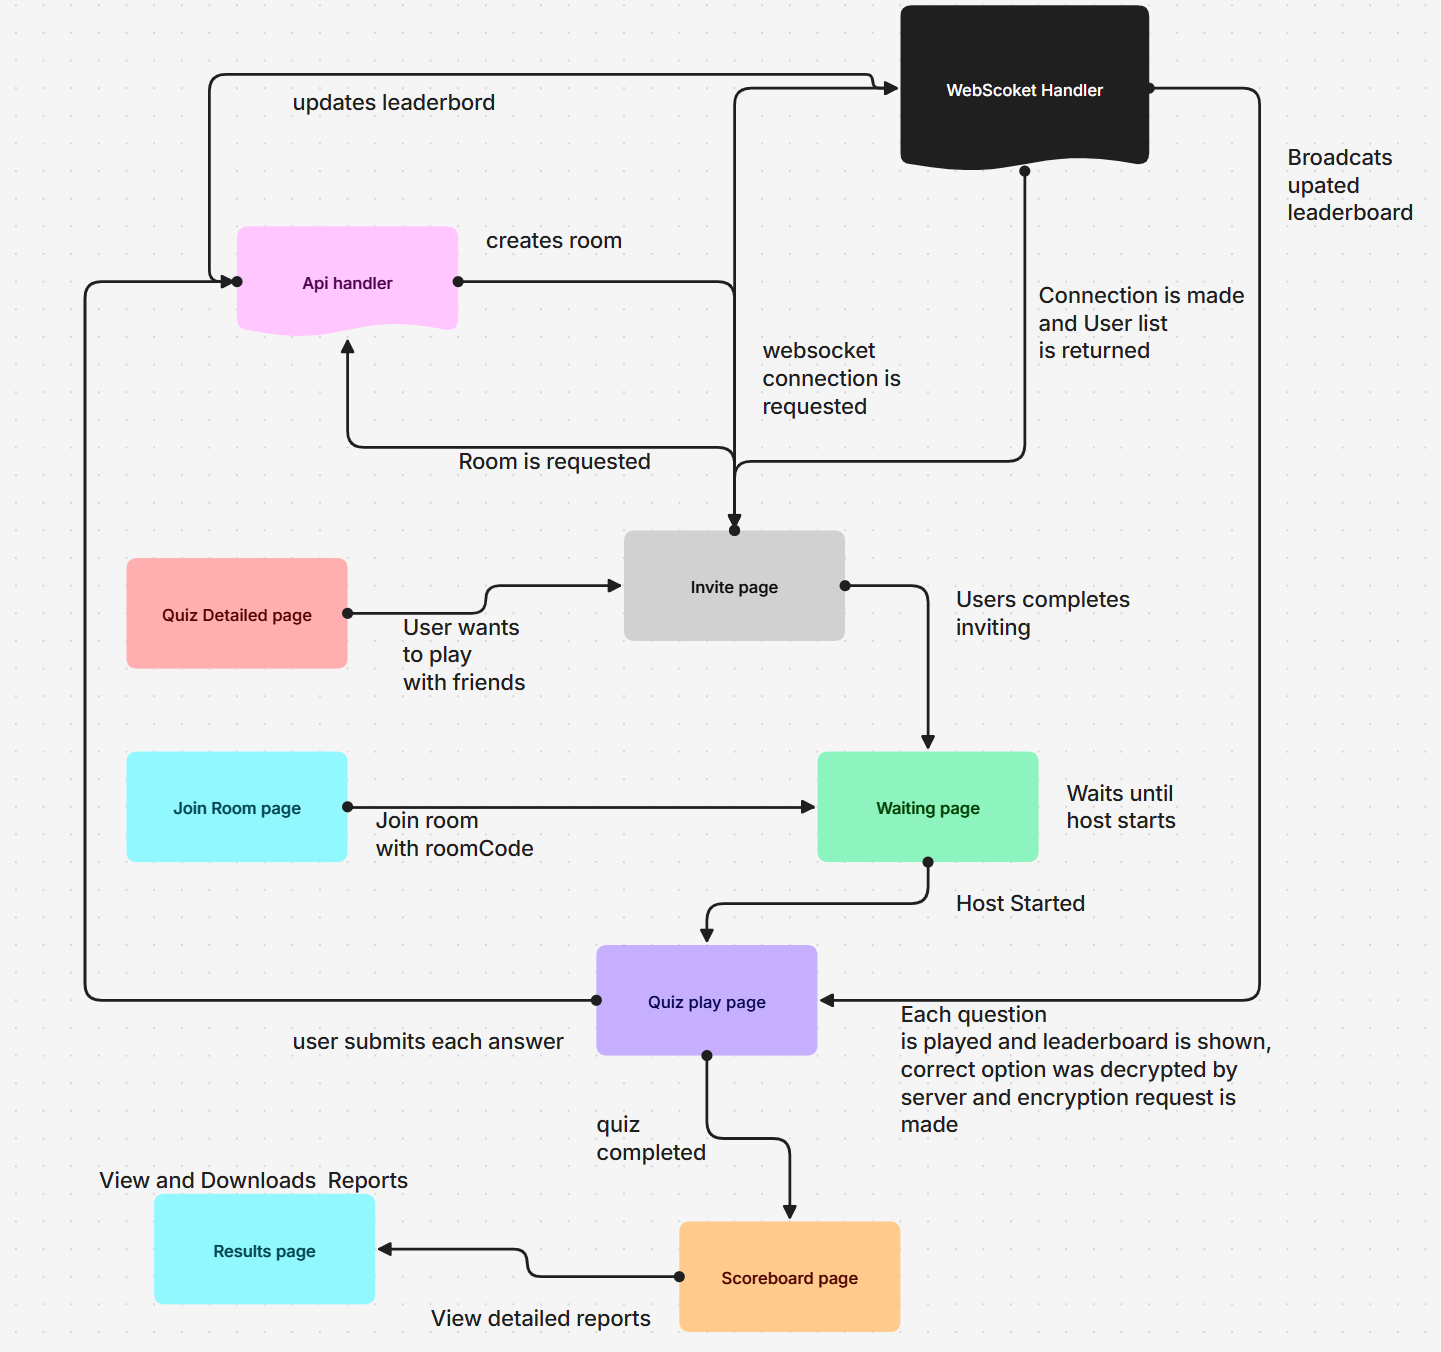 WebScoket Handler
updates leaderbord
Broadcats
upated
leaderboard
creates room
Api handler
Connection is made
and User list
is returned
websocket
connection is
requested
Room is requested
Invite page
Quiz Detailed page
User wants
to play
with friends
Users completes
inviting
Join Room page
Join room
with roomCode
Waiting page
Waits until
host starts
Host Started
Quiz play page
user submits each answer
Each question
is played and leaderboard is shown,
correct option was decrypted by
server and encryption request is
made
quiz
completed
View and Downloads  Reports
Results page
Scoreboard page
View detailed reports